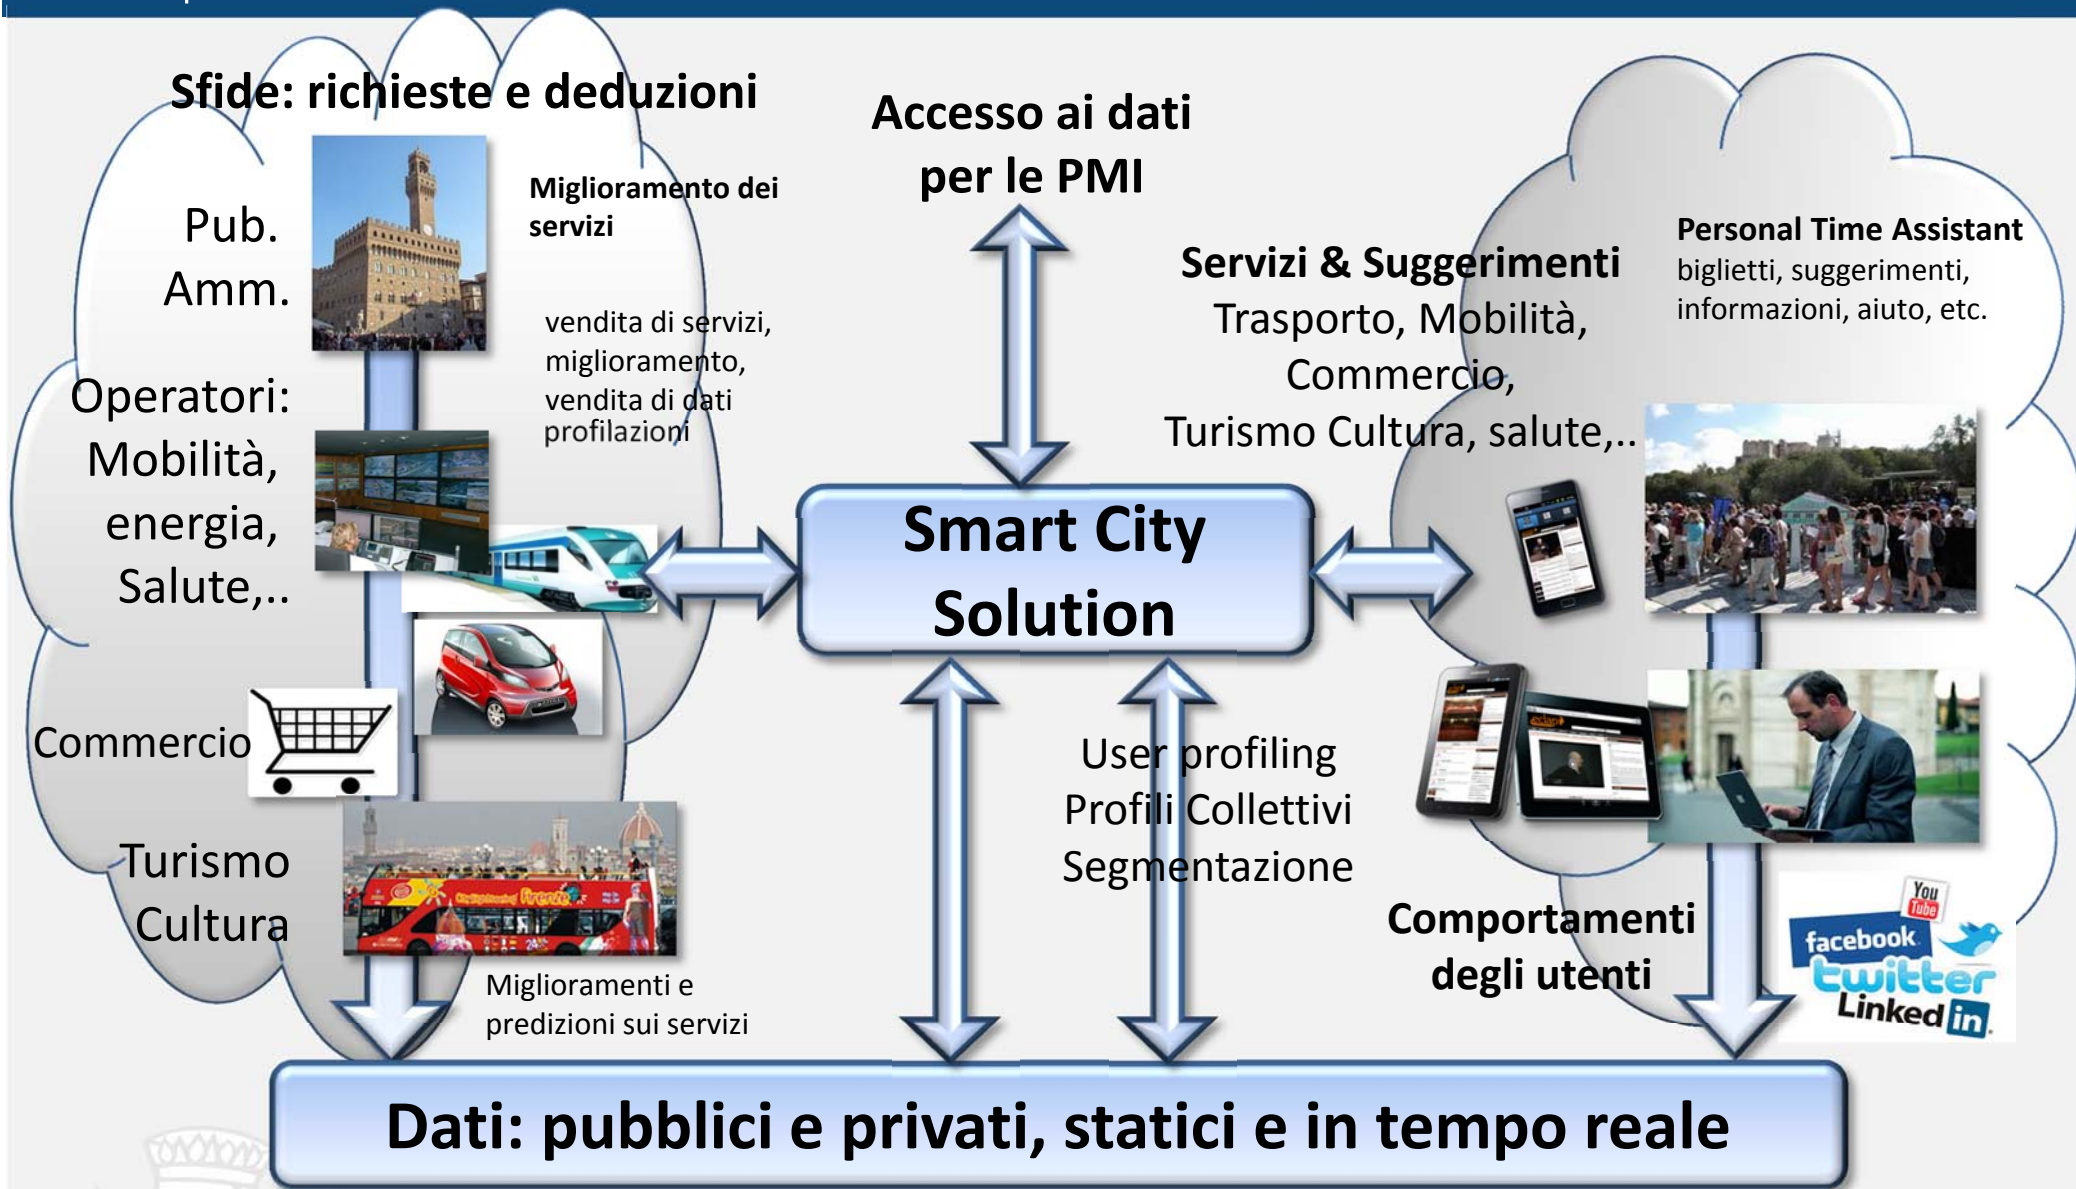 Sfide: richieste e deduzioni
Pub.
Amm.
Miglioramento dei
servizi
vendita di servizi,
miglioramento,
vendita di dati
profilazioni
Operatori:
Mobilità,
energia,
Salute,..
Commercio
Turismo
Cultura
Firenze
Miglioramenti e
predizioni sui servizi
Accesso ai dati
per le PMI
Servizi & Suggerimenti
Trasporto, Mobilità,
Commercio,
Turismo Cultura, salute,..
Personal Time Assistant
biglietti, suggerimenti,
informazioni, aiuto, etc.
Smart City
Solution
User profiling
Profili Collettivi
Segmentazione
Comportamenti
degli utenti
You
Tube
facebook
twitter
Linked in
Dati: pubblici e privati, statici e in tempo reale